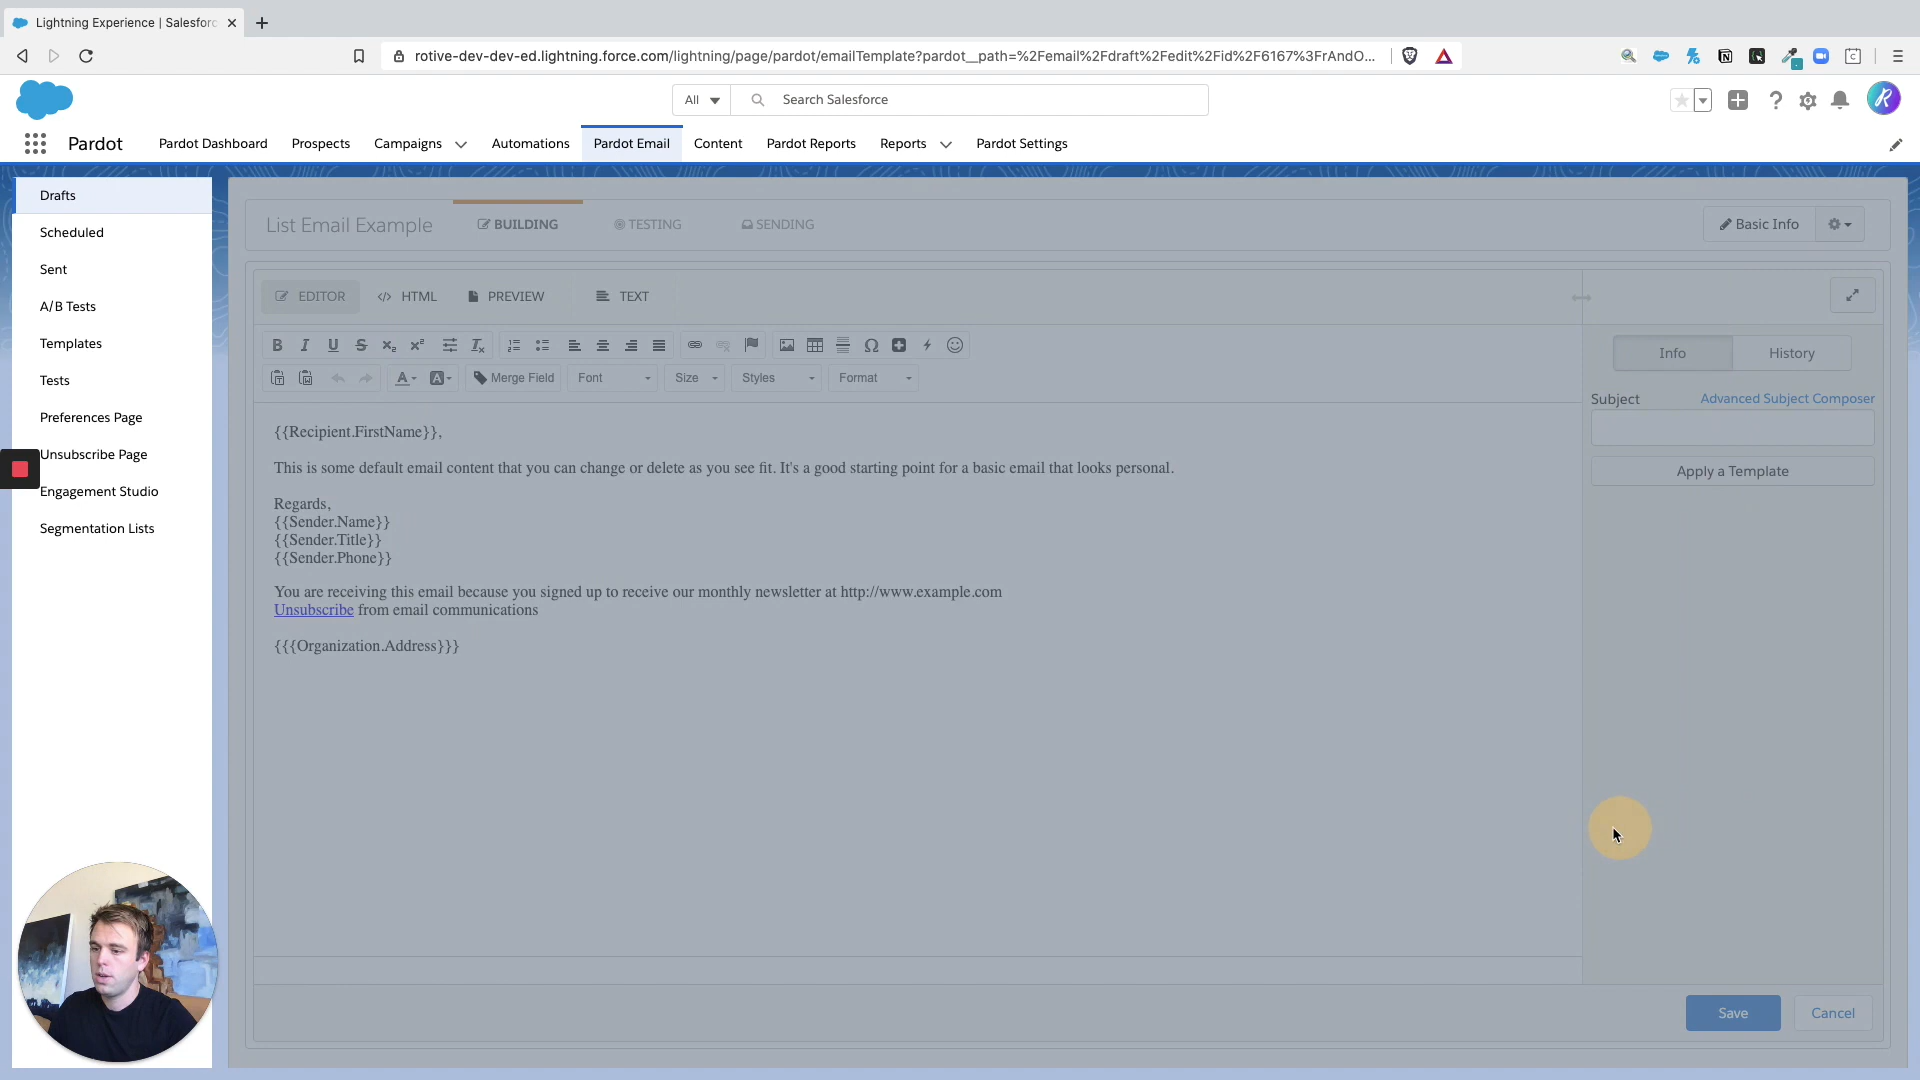 Lightning Experience | Salesforc
rotive-dev-dev-ed.lightning.force.com/lightning/page/pardot/emailTemplate?pardot__path=%2Femail%2Fdraft%2Fedit%2Fid%2F6167%3FrAndO...
All
Search Salesforce
Pardot
Pardot Dashboard
Prospects
Campaigns
Automations
Pardot Email
Content
Pardot Reports
Reports
Pardot Settings
Drafts
Scheduled
Sent
A/B Tests
Templates
Tests
Preferences Page
Unsubscribe Page
Engagement Studio
Segmentation Lists
List Email Example
BUILDING
TESTING
SENDING
Basic Info
EDITOR
HTML
PREVIEW
TEXT
Merge Field
Font
Size
Styles
Format
{{Recipient.FirstName}},
This is some default email content that you can change or delete as you see fit. It's a good starting point for a basic email that looks personal.
Regards,
{{Sender.Name}}
{{Sender.Title}}
{{Sender.Phone}}
You are receiving this email because you signed up to receive our monthly newsletter at http://www.example.com
Unsubscribe from email communications
{{{Organization.Address}}}
Info
History
Subject
Advanced Subject Composer
Apply a Template
Save
Cancel